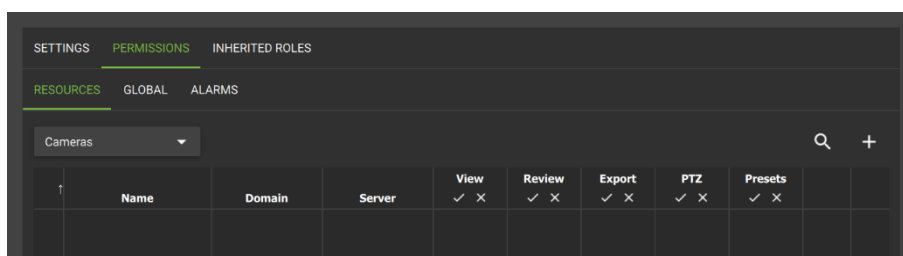 SETTINGS PERMISSIONS INHERITED ROLES
RESOURCES GLOBAL ALARMS
Cameras
Name Domain Server View Review Export PTZ Presets